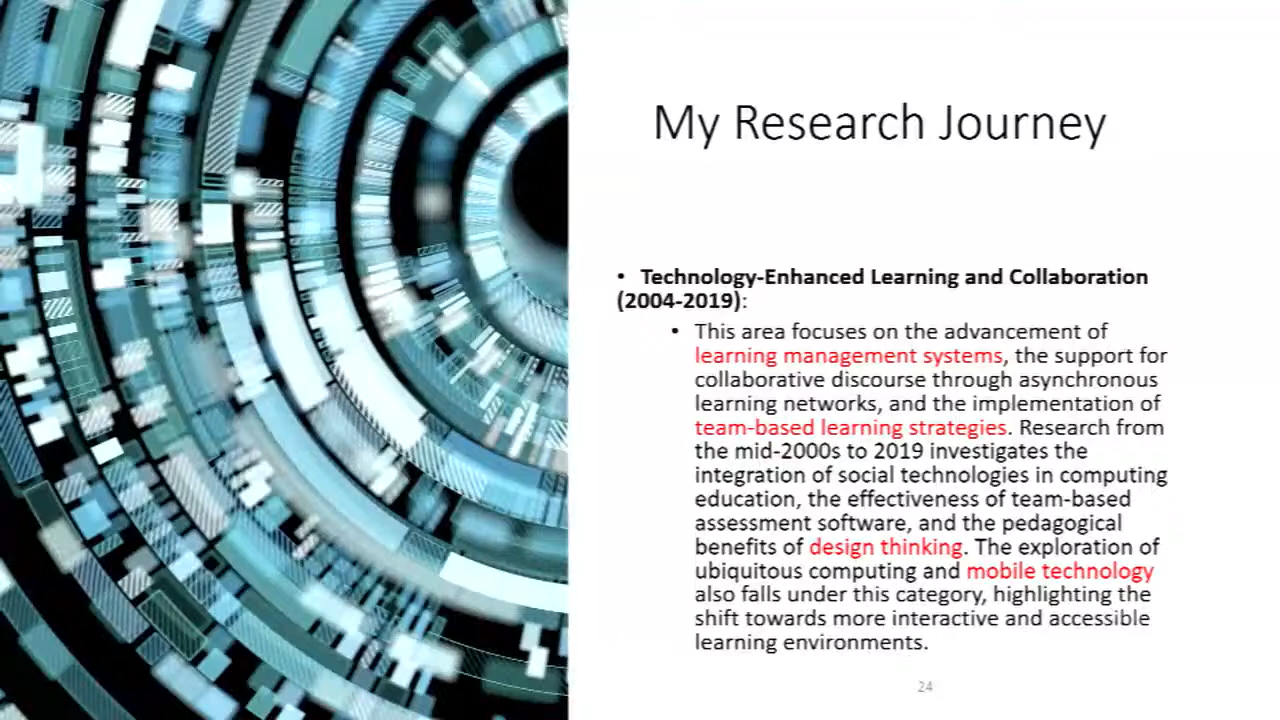 My Research Journey
• Technology-Enhanced Learning and Collaboration
(2004-2019):
• This area focuses on the advancement of
learning management systems, the support for
collaborative discourse through asynchronous
learning networks, and the implementation of
team-based learning strategies. Research from
the mid-2000s to 2019 investigates the
integration of social technologies in computing
education, the effectiveness of team-based
assessment software, and the pedagogical
benefits of design thinking. The exploration of
ubiquitous computing and mobile technology
also falls under this category, highlighting the
shift towards more interactive and accessible
learning environments.
24